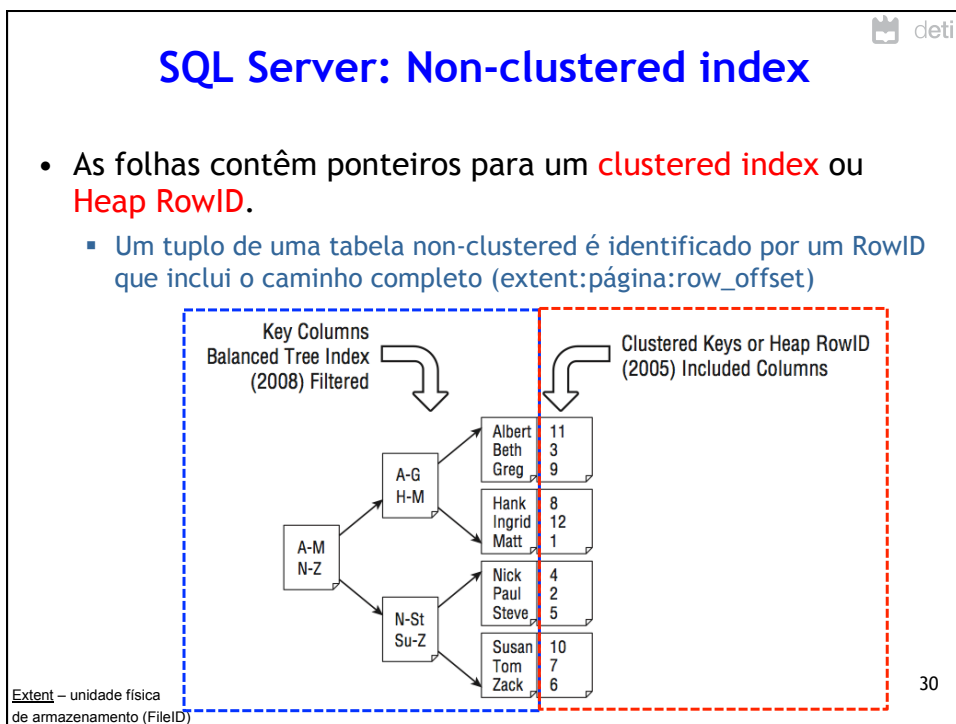 deti
SQL Server: Non-clustered index
• As folhas contêm ponteiros para um clustered index ou
Heap RowID.
▪ Um tuplo de uma tabela non-clustered é identificado por um RowID
que inclui o caminho completo (extent:página:row_offset)
Key Columns
Balanced Tree Index
(2008) Filtered
Clustered Keys or Heap RowID
(2005) Included Columns
A-M
N-Z
A-G
H-M
N-St
Su-Z
Albert 11
Beth 3
Greg 9
Hank 8
Ingrid 12
Matt 1
Nick 4
Paul 2
Steve 5
Susan 10
Tom 7
Zack 6
Extent – unidade física
de armazenamento (FileID)
30